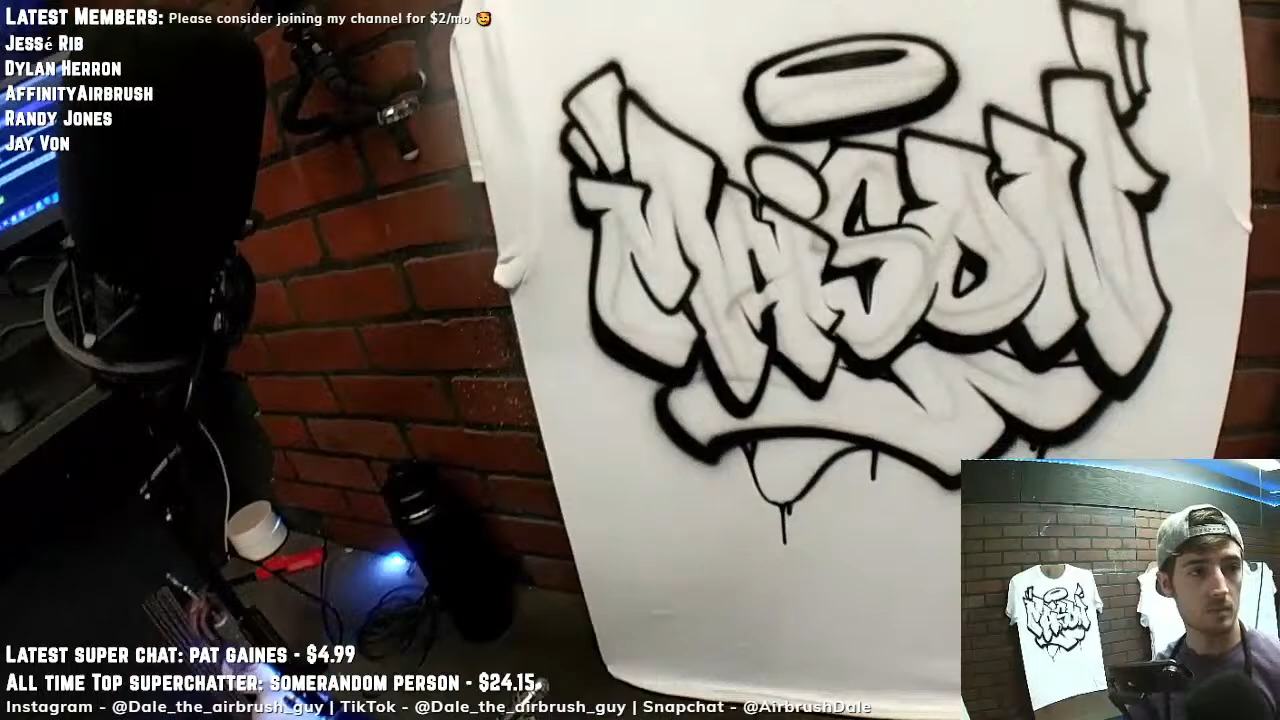 Latest Members: Please consider joining my channel for $2/mo
Jessé Rib
Dylan Herron
AffinityAirbrush
Randy Jones
Jay Von
MASON
Latest super chat: pat gaines - $4.99
All time Top superchatter: somerandom person - $24.15
Instagram - @Dale_the_airbrush_guy | TikTok - @Dale_the_airbrush_guy | Snapchat - @AirbrushDale
MASON